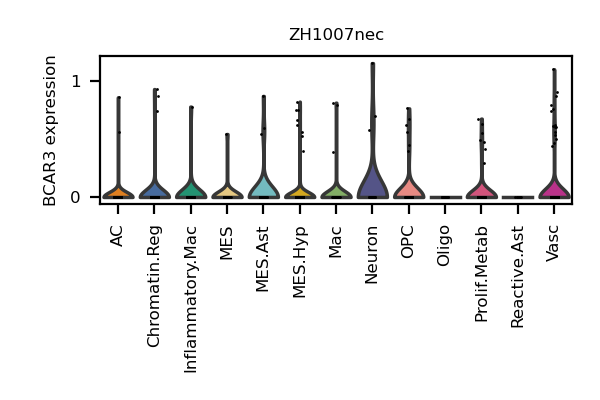 ZH1007nec
BCAR3 expression
1
0
AC
Chromatin.Reg
Inflammatory.Mac
MES
MES.Ast
MES.Hyp
Mac
Neuron
OPC
Oligo
Prolif.Metab
Reactive.Ast
Vasc